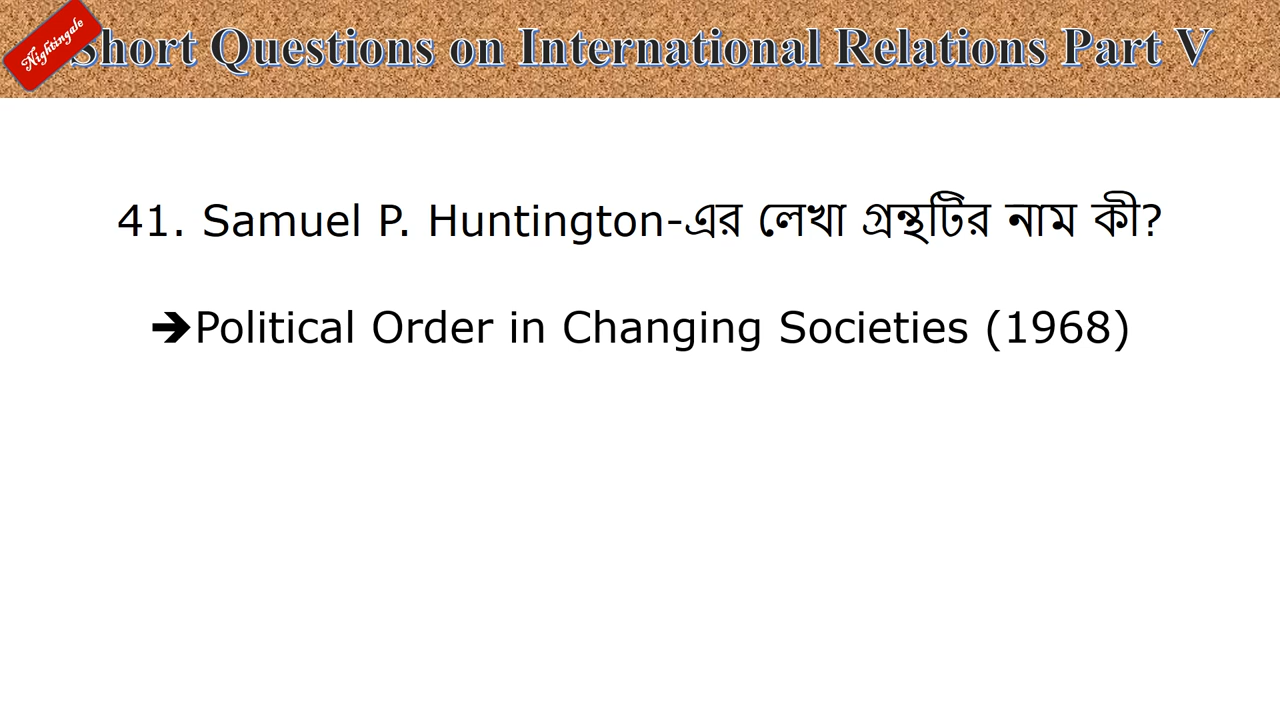 Nightingale
Short Questions on International Relations Part V
41. Samuel P. Huntington-এর লেখা গ্রন্থটির নাম কী?
➔Political Order in Changing Societies (1968)